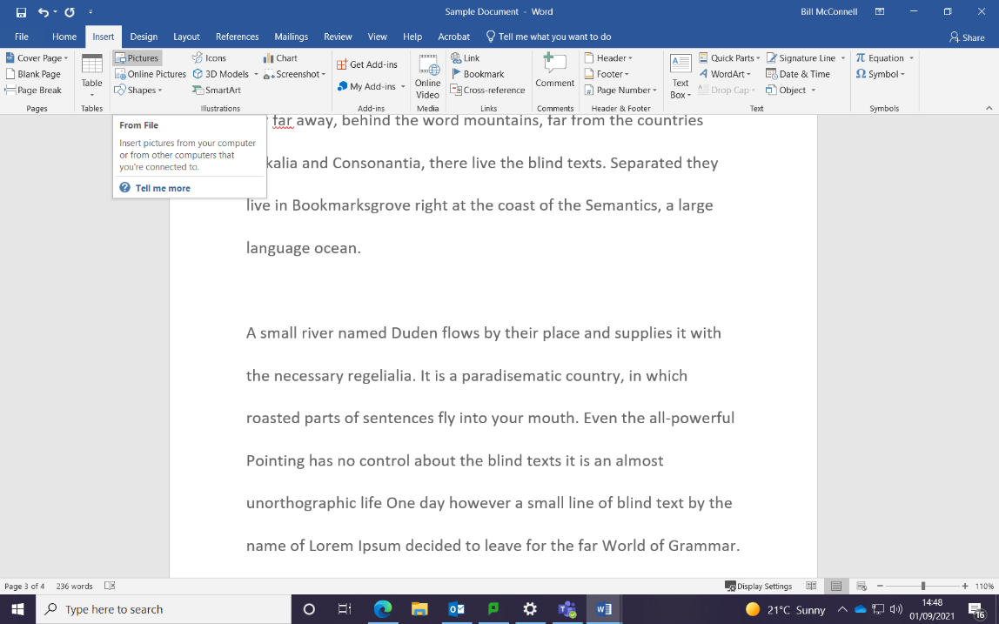 Sample Document - Word
Bill McConnell
File Home Insert Design Layout References Mailings Review View Help Acrobat Tell me what you want to do Share
Cover Page
Blank Page
Page Break
Pages
Table
Tables
Pictures
Online Pictures
Shapes
Icons
3D Models
SmartArt
Chart
Screenshot
Illustrations
Get Add-ins
My Add-ins
Add-ins
Online
Video
Media
Link
Bookmark
Cross-reference
Links
Comment
Comments
Header
Footer
Page Number
Header & Footer
Text
Box
Quick Parts
WordArt
Drop Cap
Signature Line
Date & Time
Object
Text
Equation
Symbol
Symbols
From File
Insert pictures from your computer
or from other computers that
you're connected to.
Tell me more
far away, behind the word mountains, far from the countries
kalia and Consonantia, there live the blind texts. Separated they
live in Bookmarksgrove right at the coast of the Semantics, a large
language ocean.
A small river named Duden flows by their place and supplies it with
the necessary regelialia. It is a paradisematic country, in which
roasted parts of sentences fly into your mouth. Even the all-powerful
Pointing has no control about the blind texts it is an almost
unorthographic life One day however a small line of blind text by the
name of Lorem Ipsum decided to leave for the far World of Grammar.
Page 3 of 4 236 words Display Settings 110%
Type here to search
21°C Sunny
14:48
01/09/2021
16